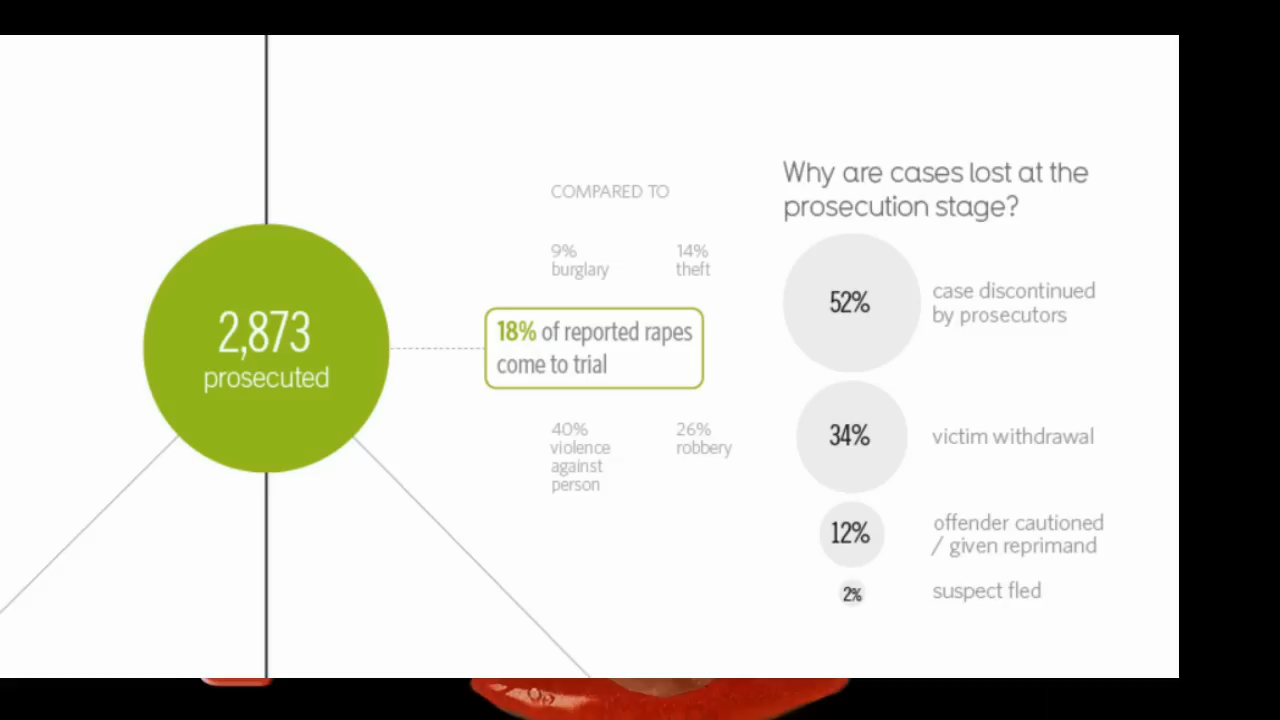 2,873
prosecuted
COMPARED TO
9%
burglary
14%
theft
18% of reported rapes
come to trial
40%
violence
against
person
26%
robbery
Why are cases lost at the
prosecution stage?
52%
case discontinued
by prosecutors
34%
victim withdrawal
12%
offender cautioned
/ given reprimand
2%
suspect fled